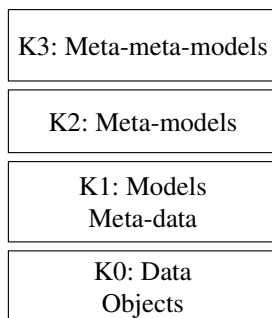 K3: Meta-meta-models
K2: Meta-models
K1: Models
Meta-data
K0: Data
Objects